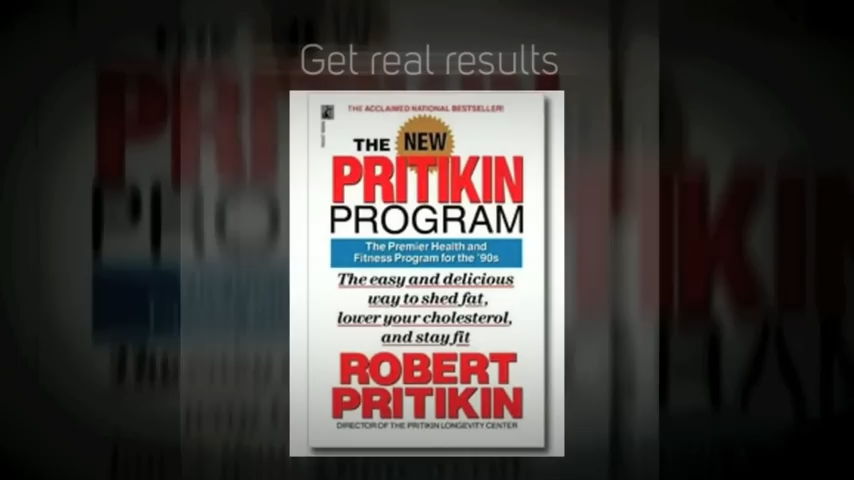 Get real results
THE ACCLAIMED NATIONAL BESTSELLER!
THE NEW
PRITIKIN
PROGRAM
The Premier Health and
Fitness Program for the '90s
The easy and delicious
way to shed fat,
lower your cholesterol,
and stay fit
ROBERT
PRITIKIN
DIRECTOR OF THE PRITIKIN LONGEVITY CENTER